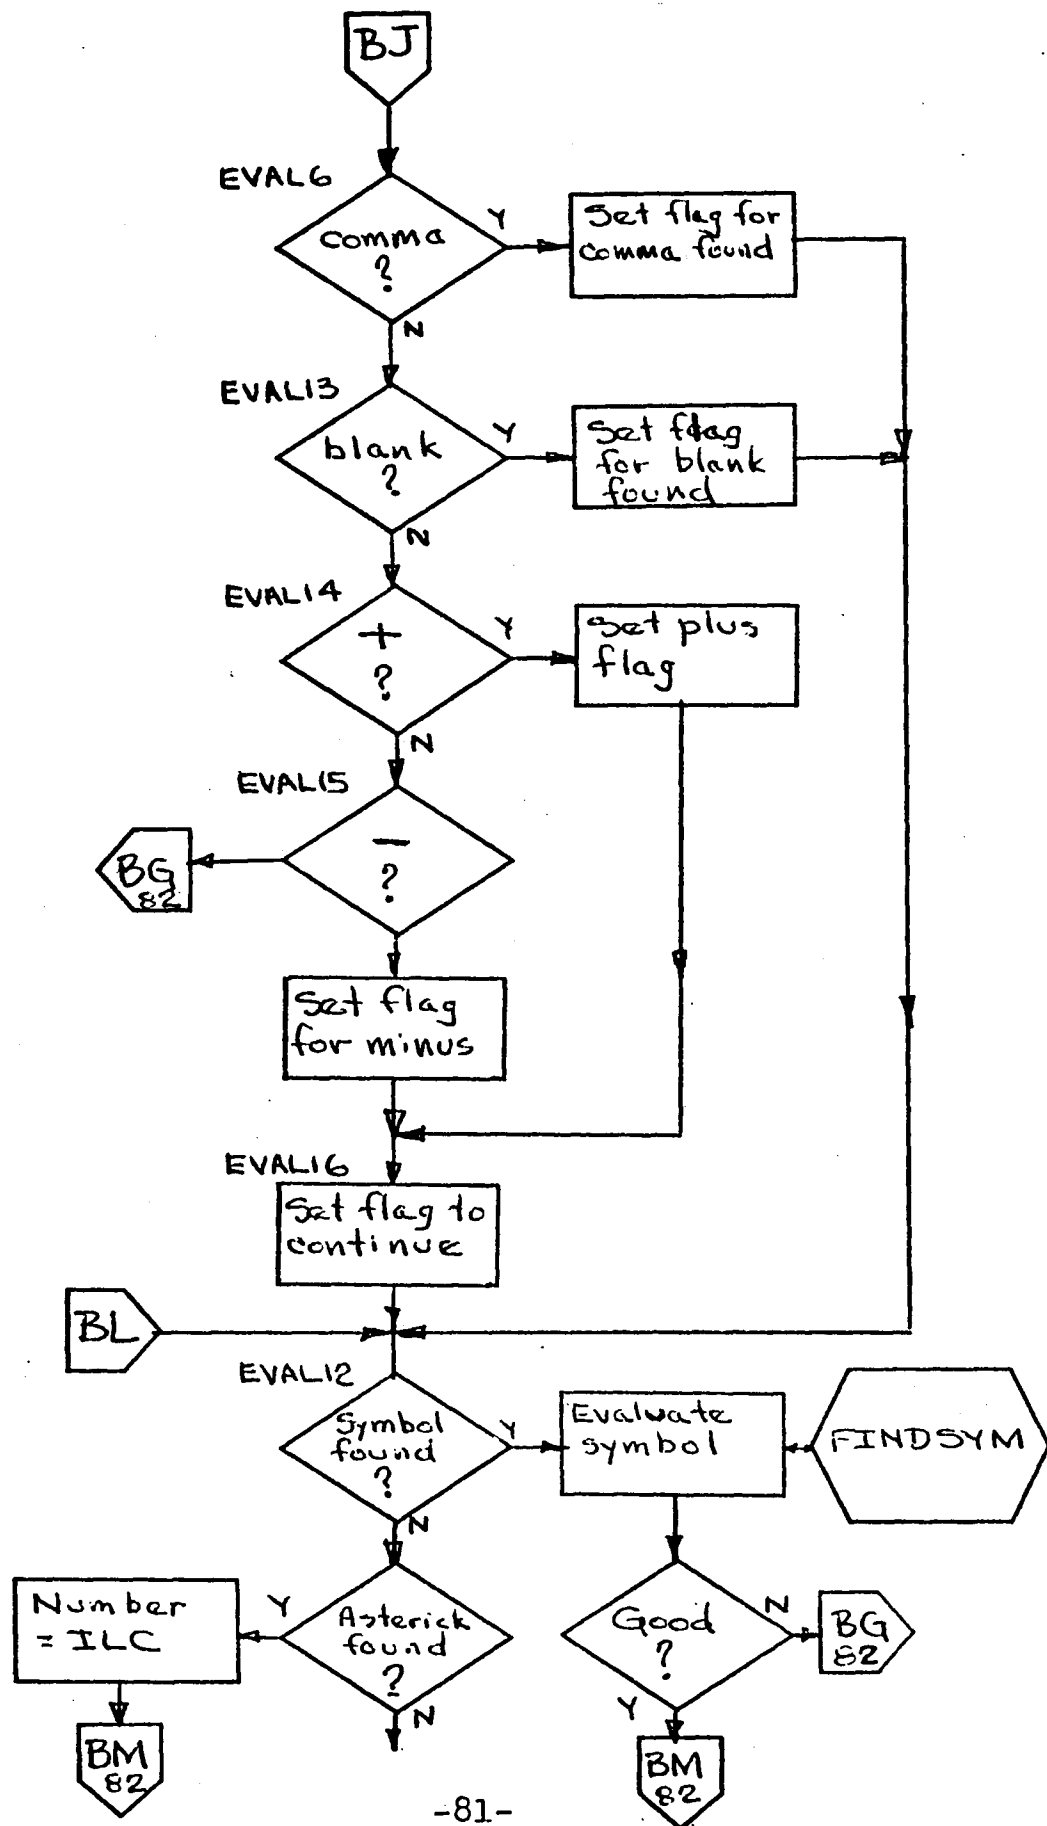 BJ
EVAL6
comma
?
Y
Set flag for
comma found
N
EVAL13
blank
?
Y
Set flag
for blank
found
N
EVAL14
+
?
Y
Set plus
flag
N
EVAL15
-
?
BG
82
Set flag
for minus
EVAL16
Set flag to
continue
BL
EVAL12
Symbol
found
?
Y
Evaluate
symbol
FINDSYM
N
Number
= ILC
Y
Asterick
found
?
N
Good
?
N
BG
82
Y
BM
82
BM
82
-81-